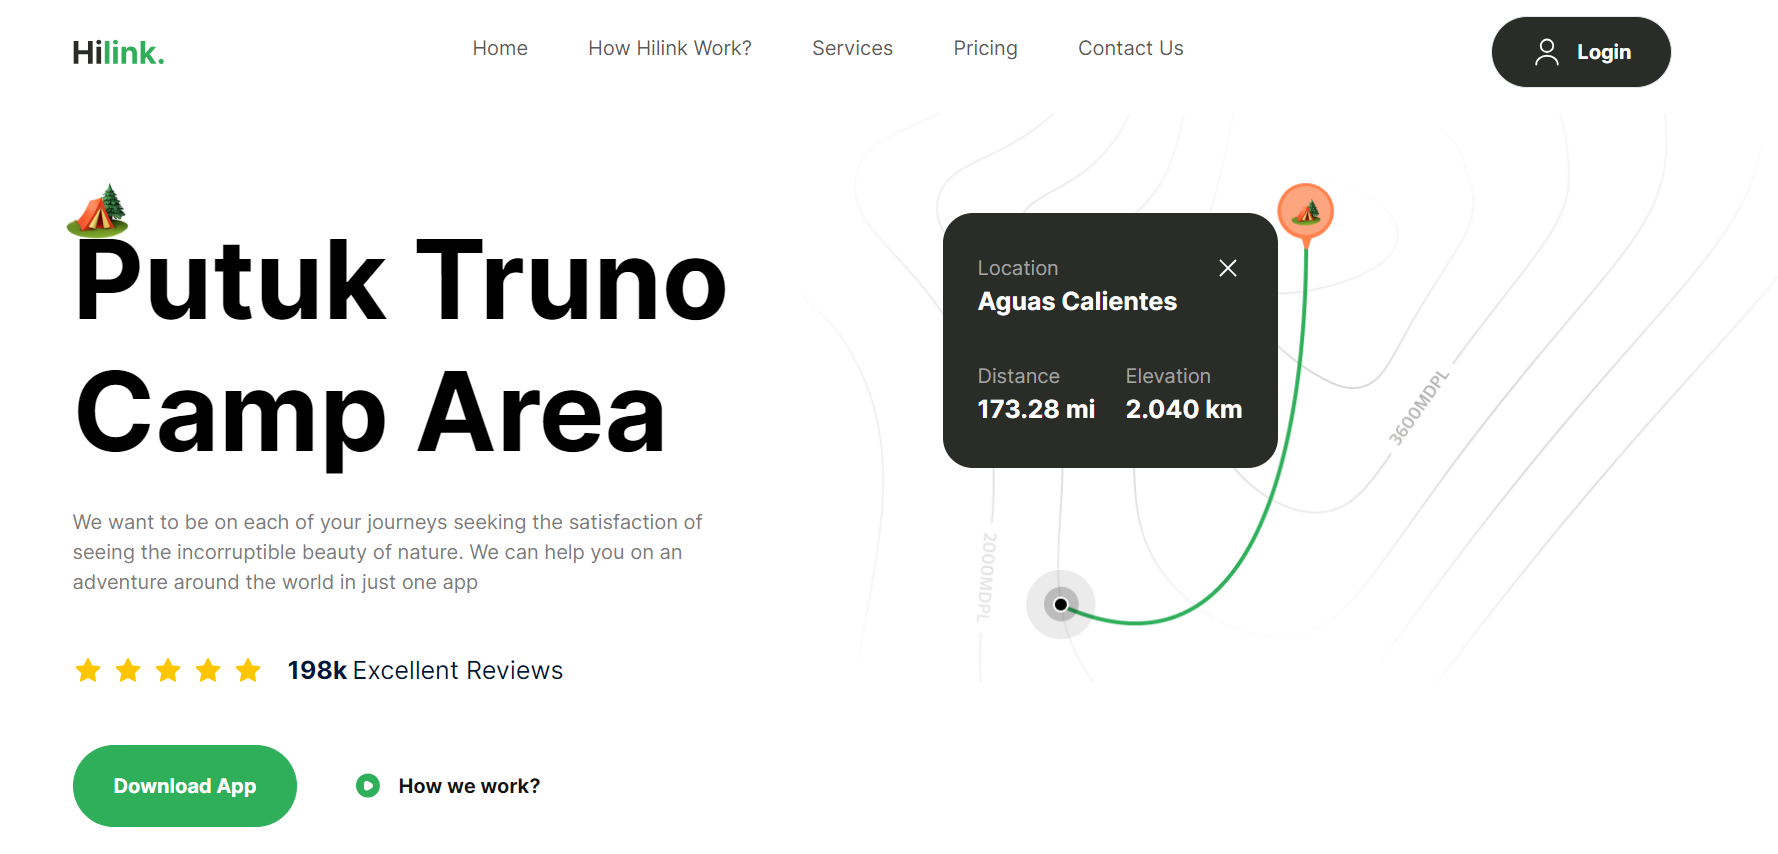 Hilink.
Home
How Hilink Work?
Services
Pricing
Contact Us
Login
Putuk Truno
Camp Area
We want to be on each of your journeys seeking the satisfaction of
seeing the incorruptible beauty of nature. We can help you on an
adventure around the world in just one app
198k Excellent Reviews
Download App
How we work?
Location
Aguas Calientes
Distance
173.28 mi
Elevation
2.040 km
3600MDPL
2000MDPL